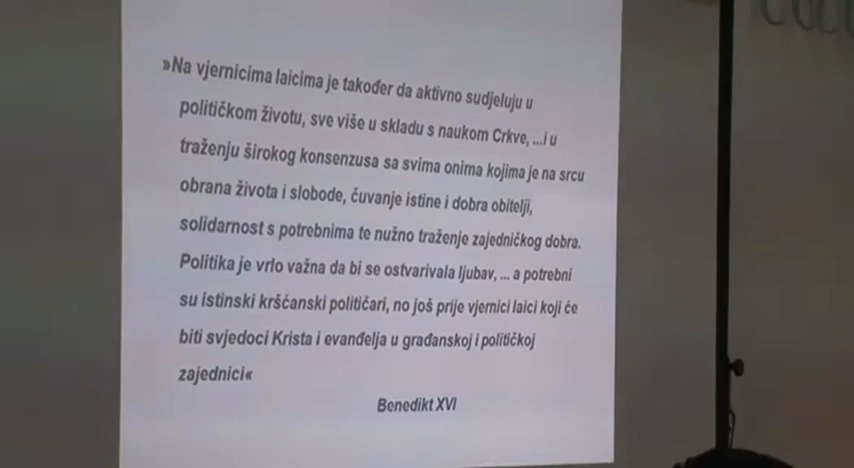 »Na vjernicima laicima je također da aktivno sudjeluju u
političkom životu, sve više u skladu s naukom Crkve, ...i u
traženju širokog konsenzusa sa svima onima kojima je na srcu
obrana života i slobode, čuvanje istine i dobra obitelji,
solidarnost s potrebnima te nužno traženje zajedničkog dobra.
Politika je vrlo važna da bi se ostvarivala ljubav, ... a potrebni
su istinski kršćanski političari, no još prije vjernici laici koji će
biti svjedoci Krista i evanđelja u građanskoj i političkoj
zajednici«
Benedikt XVI